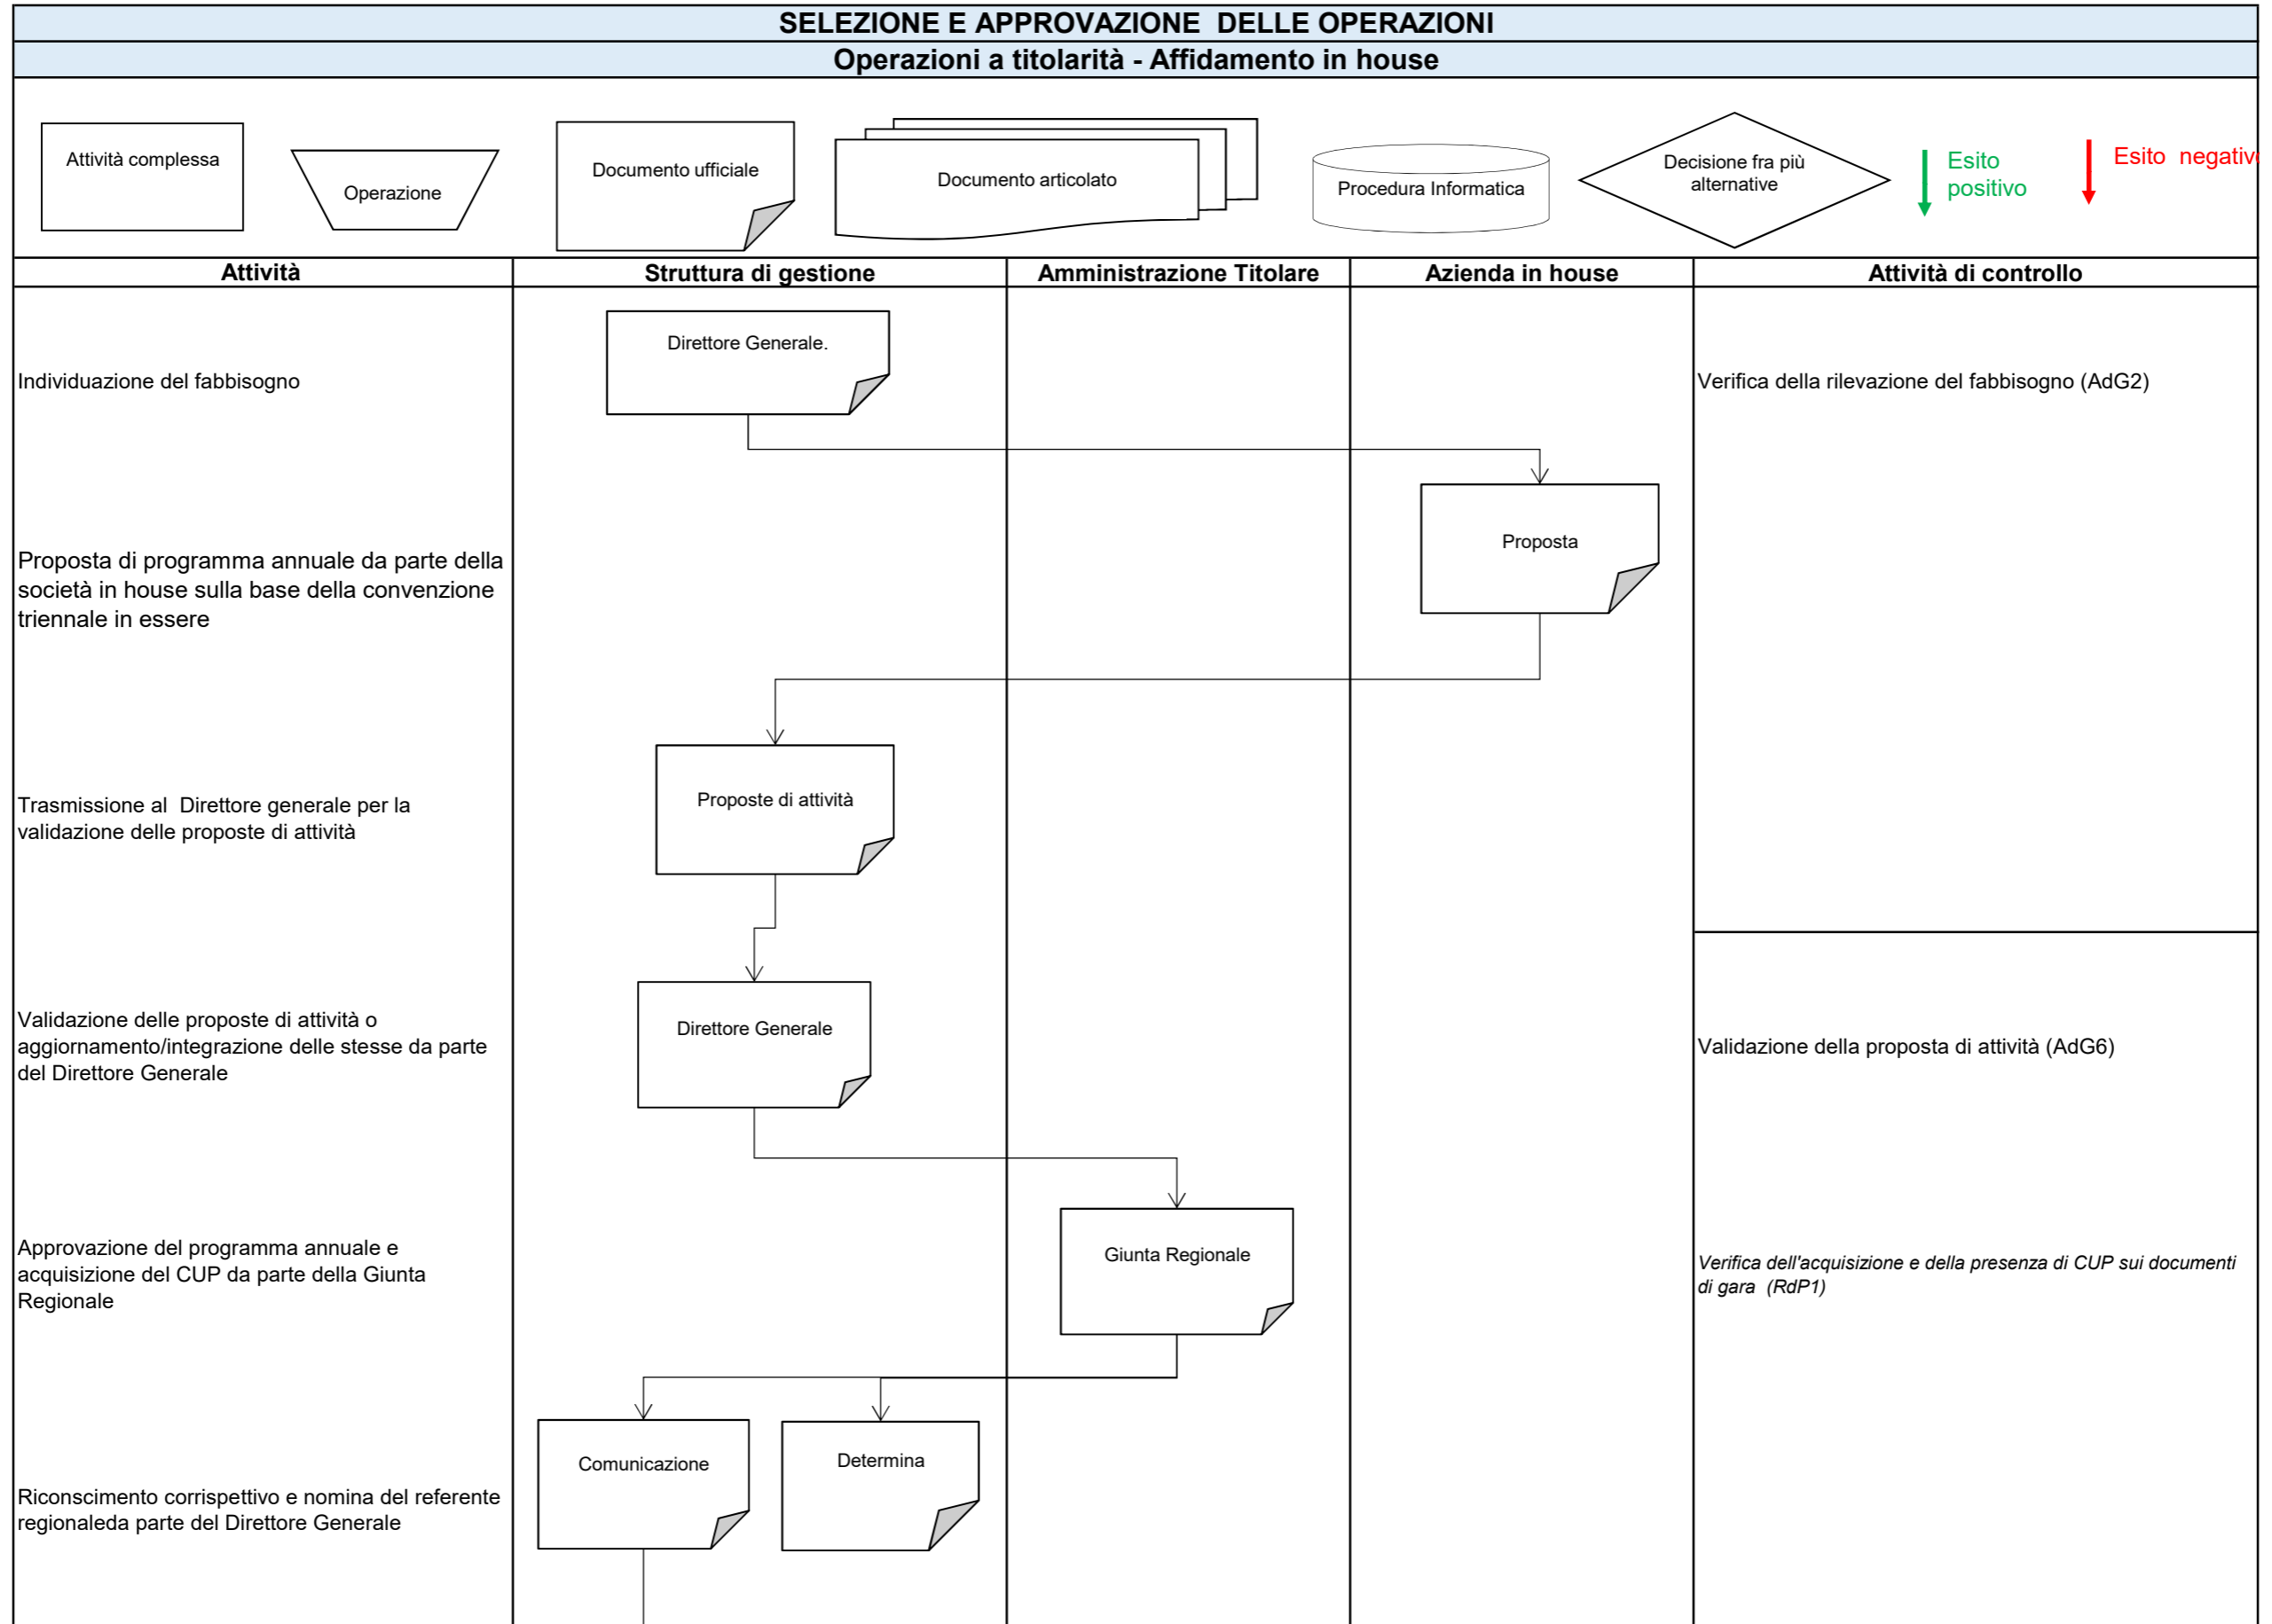 SELEZIONE E APPROVAZIONE DELLE OPERAZIONI
Operazioni a titolarità - Affidamento in house
Attività complessa
Operazione
Documento ufficiale
Documento articolato
Procedura Informatica
Decisione fra più
alternative
Esito
positivo
Esito negativ
Attività
Struttura di gestione
Amministrazione Titolare
Azienda in house
Attività di controllo
Direttore Generale.
Individuazione del fabbisogno
Verifica della rilevazione del fabbisogno (AdG2)
Proposta
Proposta di programma annuale da parte della
società in house sulla base della convenzione
triennale in essere
Proposte di attività
Trasmissione al Direttore generale per la
validazione delle proposte di attività
Direttore Generale
Validazione delle proposte di attività o
aggiornamento/integrazione delle stesse da parte
del Direttore Generale
Validazione della proposta di attività (AdG6)
Giunta Regionale
Approvazione del programma annuale e
acquisizione del CUP da parte della Giunta
Regionale
Verifica dell'acquisizione e della presenza di CUP sui documenti
di gara (RdP1)
Comunicazione
Determina
Riconscimento corrispettivo e nomina del referente
regionaleda parte del Direttore Generale